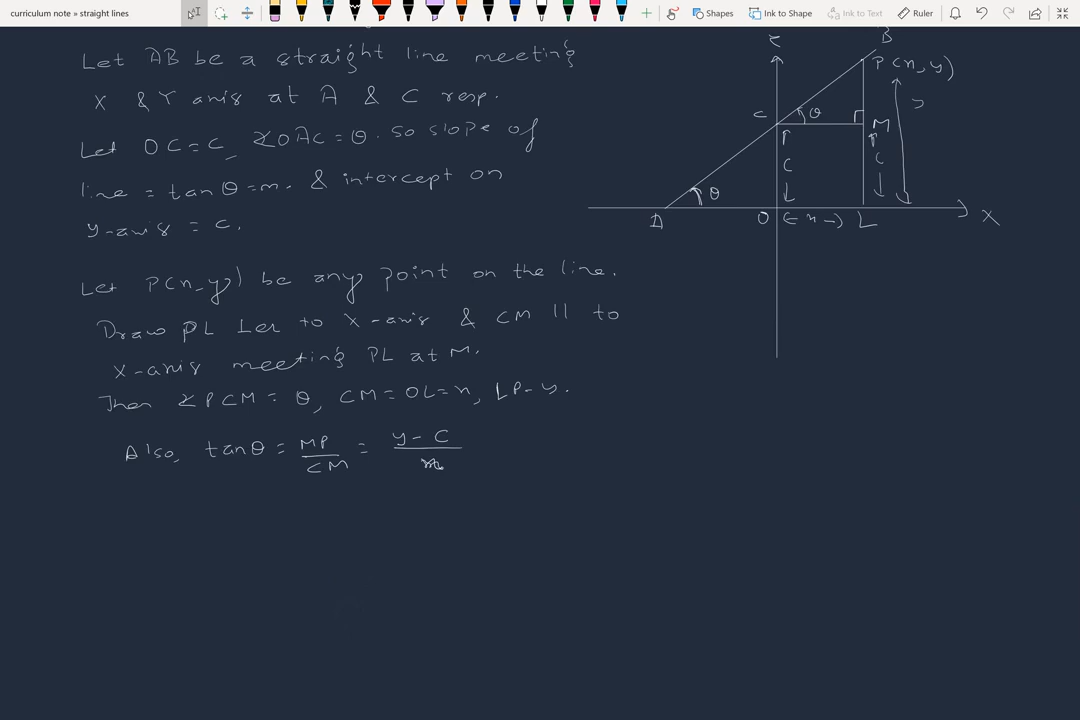 curriculum note » straight lines
Shapes
Ink to Shape
Ink to Text
Ruler
Let AB be a straight line meeting
X & Y axis at A & C resp.
Let OC = C, ∠OAC = θ. so slope of
line = tanθ = m. & intercept on
y-axis = c.
Let P(x, y) be any point on the line.
Draw PL ⊥er to X-axis & CM || to
X-axis meeting PL at M.
Then ∠PCM = θ, CM = OL = x, LP = y.
Also, tanθ = MP/CM = y - C/x
B
P(x, y)
C
θ
M
C
C
θ
A
O
x
L
X